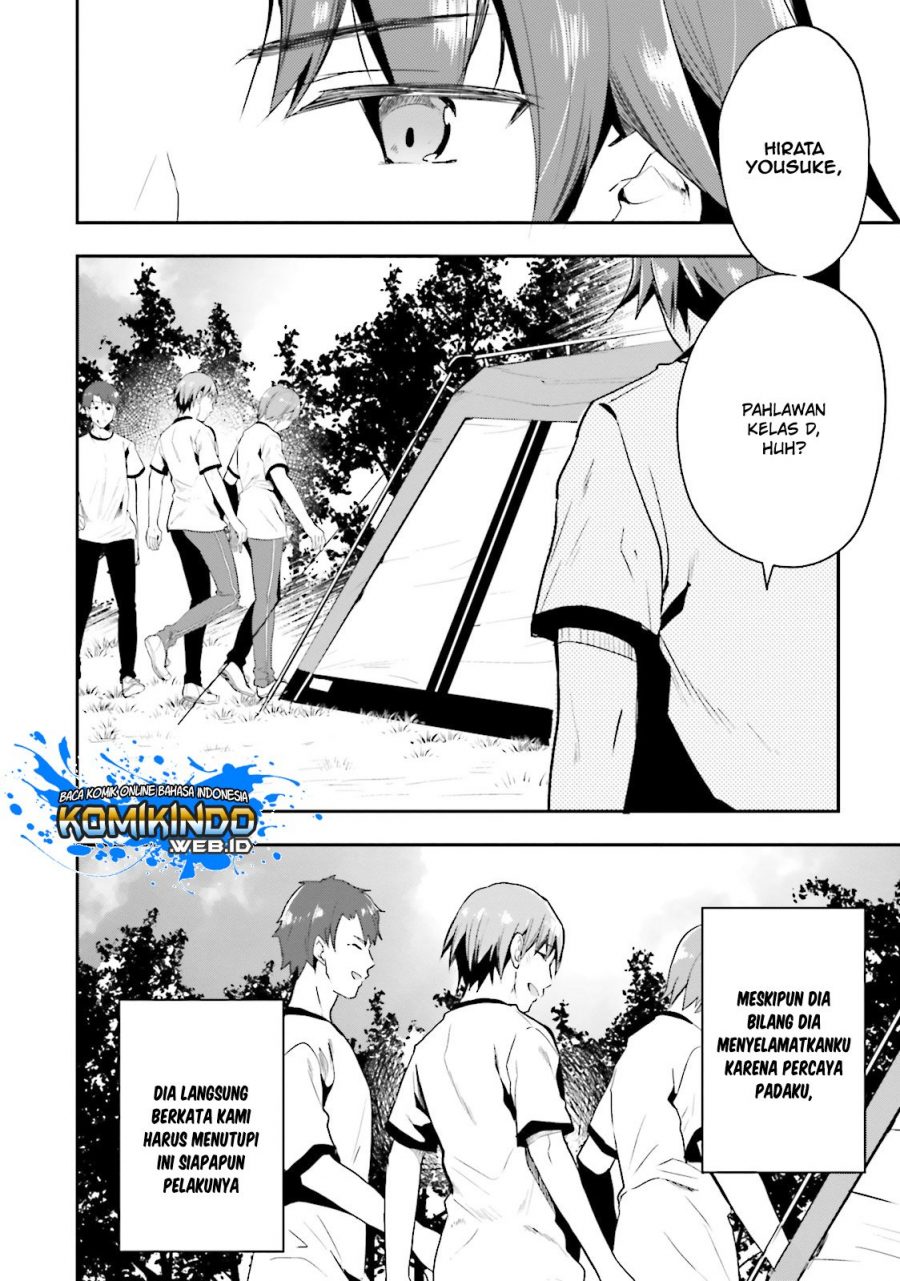 HIRATA
YOUSUKE,
PAHLAWAN
KELAS D,
HUH?
BACA KOMIK ONLINE BAHASA INDONESIA
KOMIKINDO
.WEB.ID
MESKIPUN DIA
BILANG DIA
MENYELAMATKANKU
KARENA PERCAYA
PADAKU,
DIA LANGSUNG
BERKATA KAMI
HARUS MENUTUPI
INI SIAPAPUN
PELAKUNYA